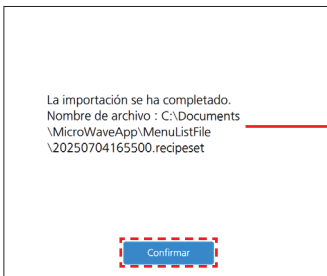 La importación se ha completado.
Nombre de archivo : C:\Documents
\MicroWaveApp\MenuListFile
\20250704165500.recipeset
Confirmar